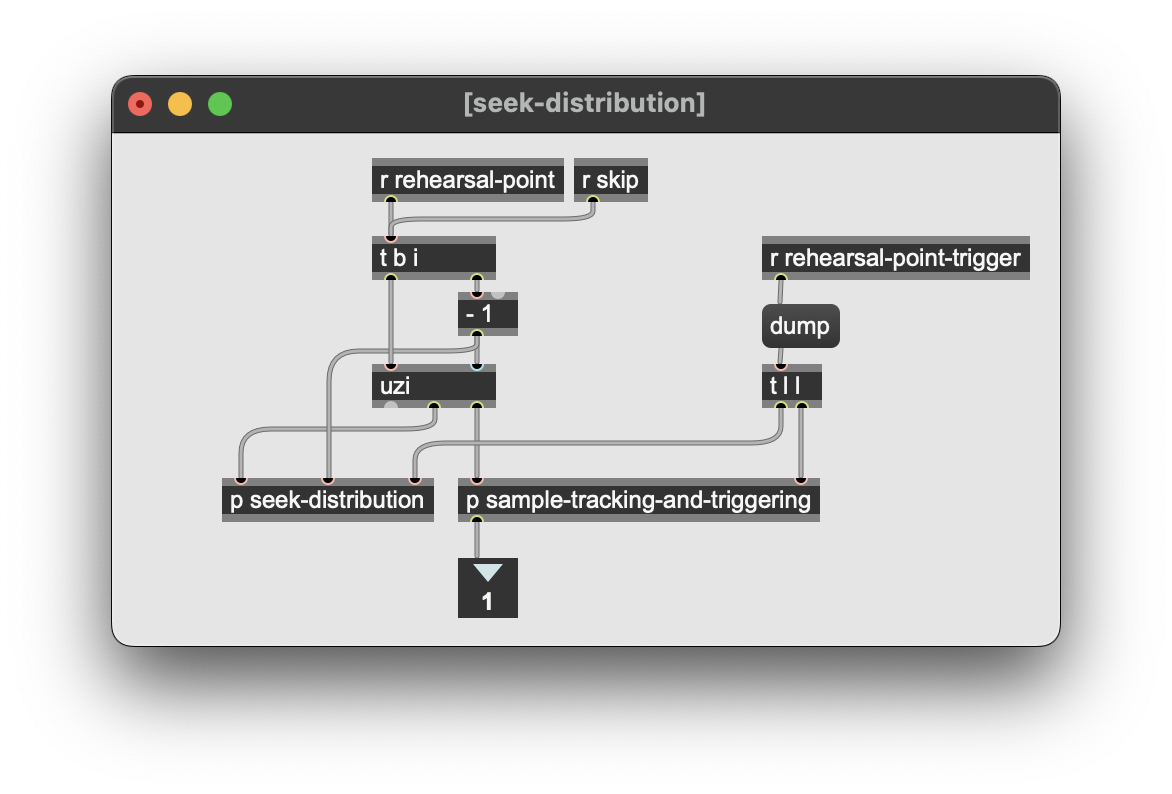 [seek-distribution]
r rehearsal-point
r skip
t b i
r rehearsal-point-trigger
- 1
dump
uzi
t l l
p seek-distribution
p sample-tracking-and-triggering
1